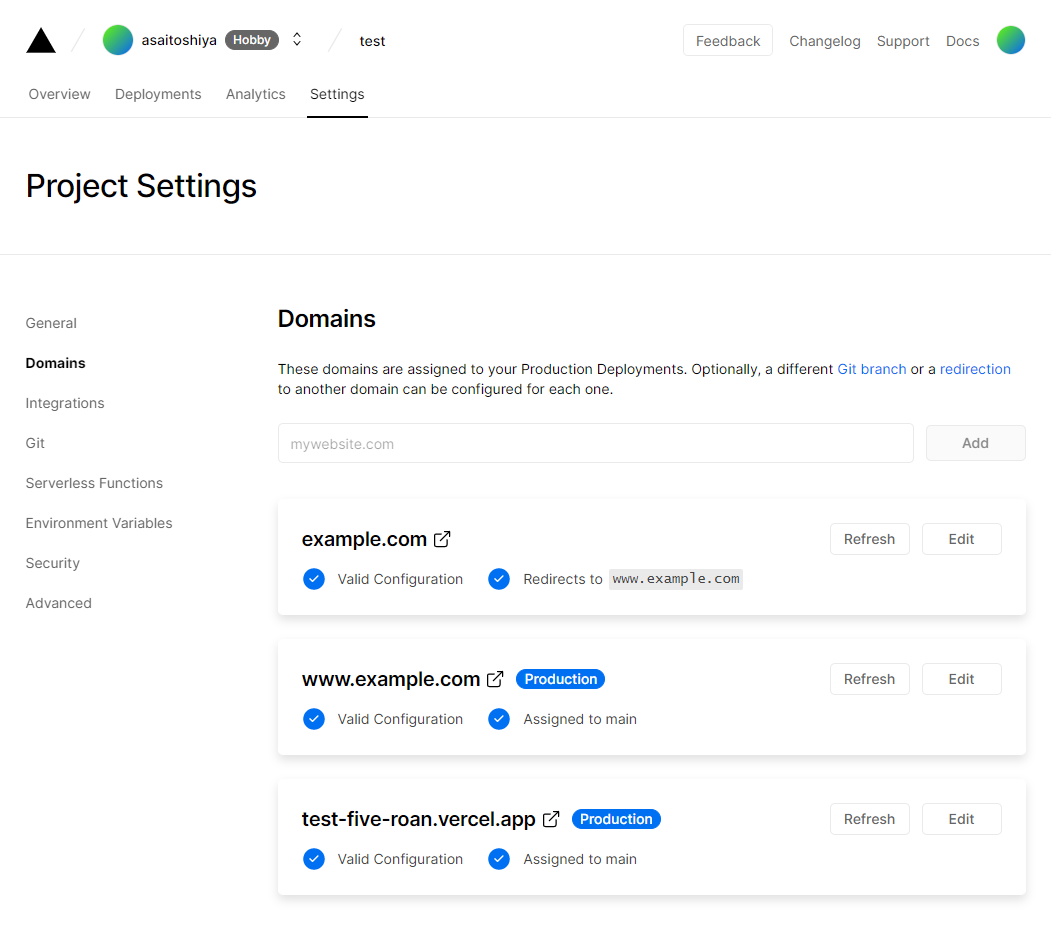 asaitoshiya Hobby test Feedback Changelog Support Docs
Overview Deployments Analytics Settings
Project Settings
General
Domains
Integrations
Git
Serverless Functions
Environment Variables
Security
Advanced
Domains
These domains are assigned to your Production Deployments. Optionally, a different Git branch or a redirection
to another domain can be configured for each one.
mywebsite.com Add
example.com Refresh Edit
Valid Configuration Redirects to www.example.com
www.example.com Production Refresh Edit
Valid Configuration Assigned to main
test-five-roan.vercel.app Production Refresh Edit
Valid Configuration Assigned to main